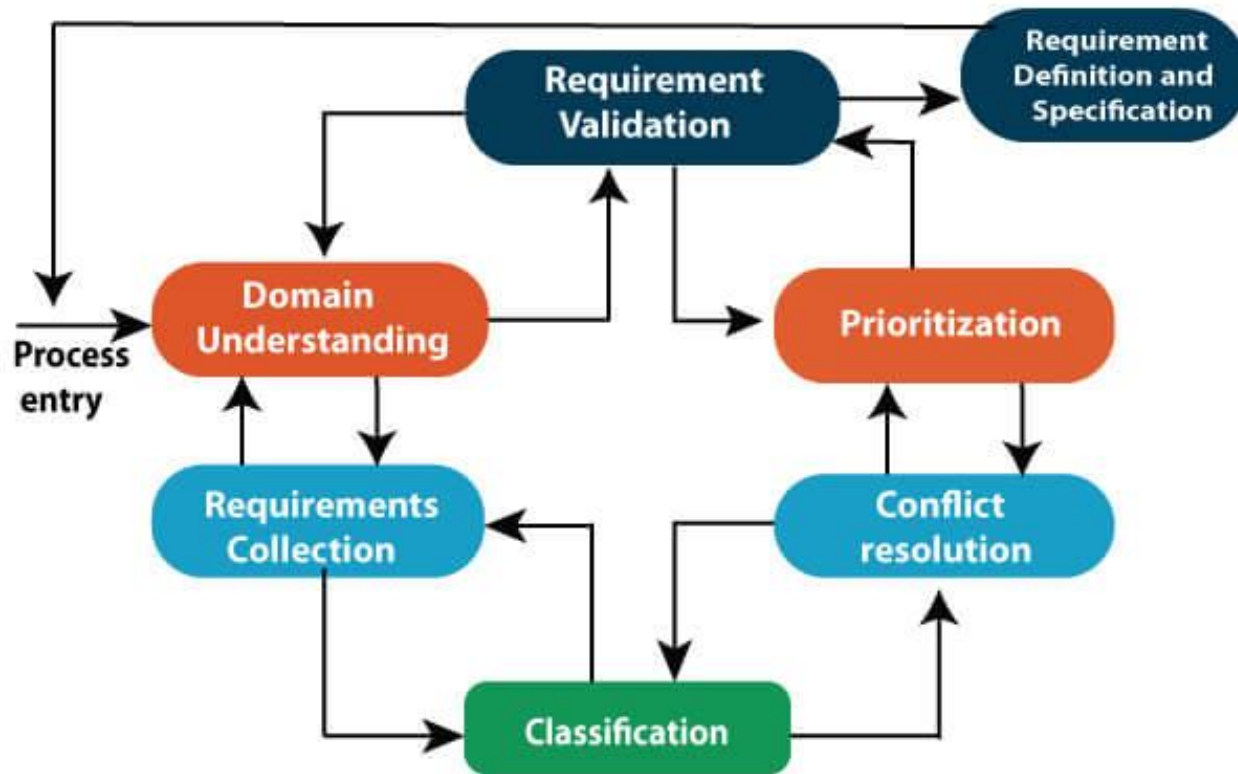 Requirement
Definition and
Specification
Requirement
Validation
Domain
Understanding
Prioritization
Process
entry
Requirements
Collection
Conflict
resolution
Classification